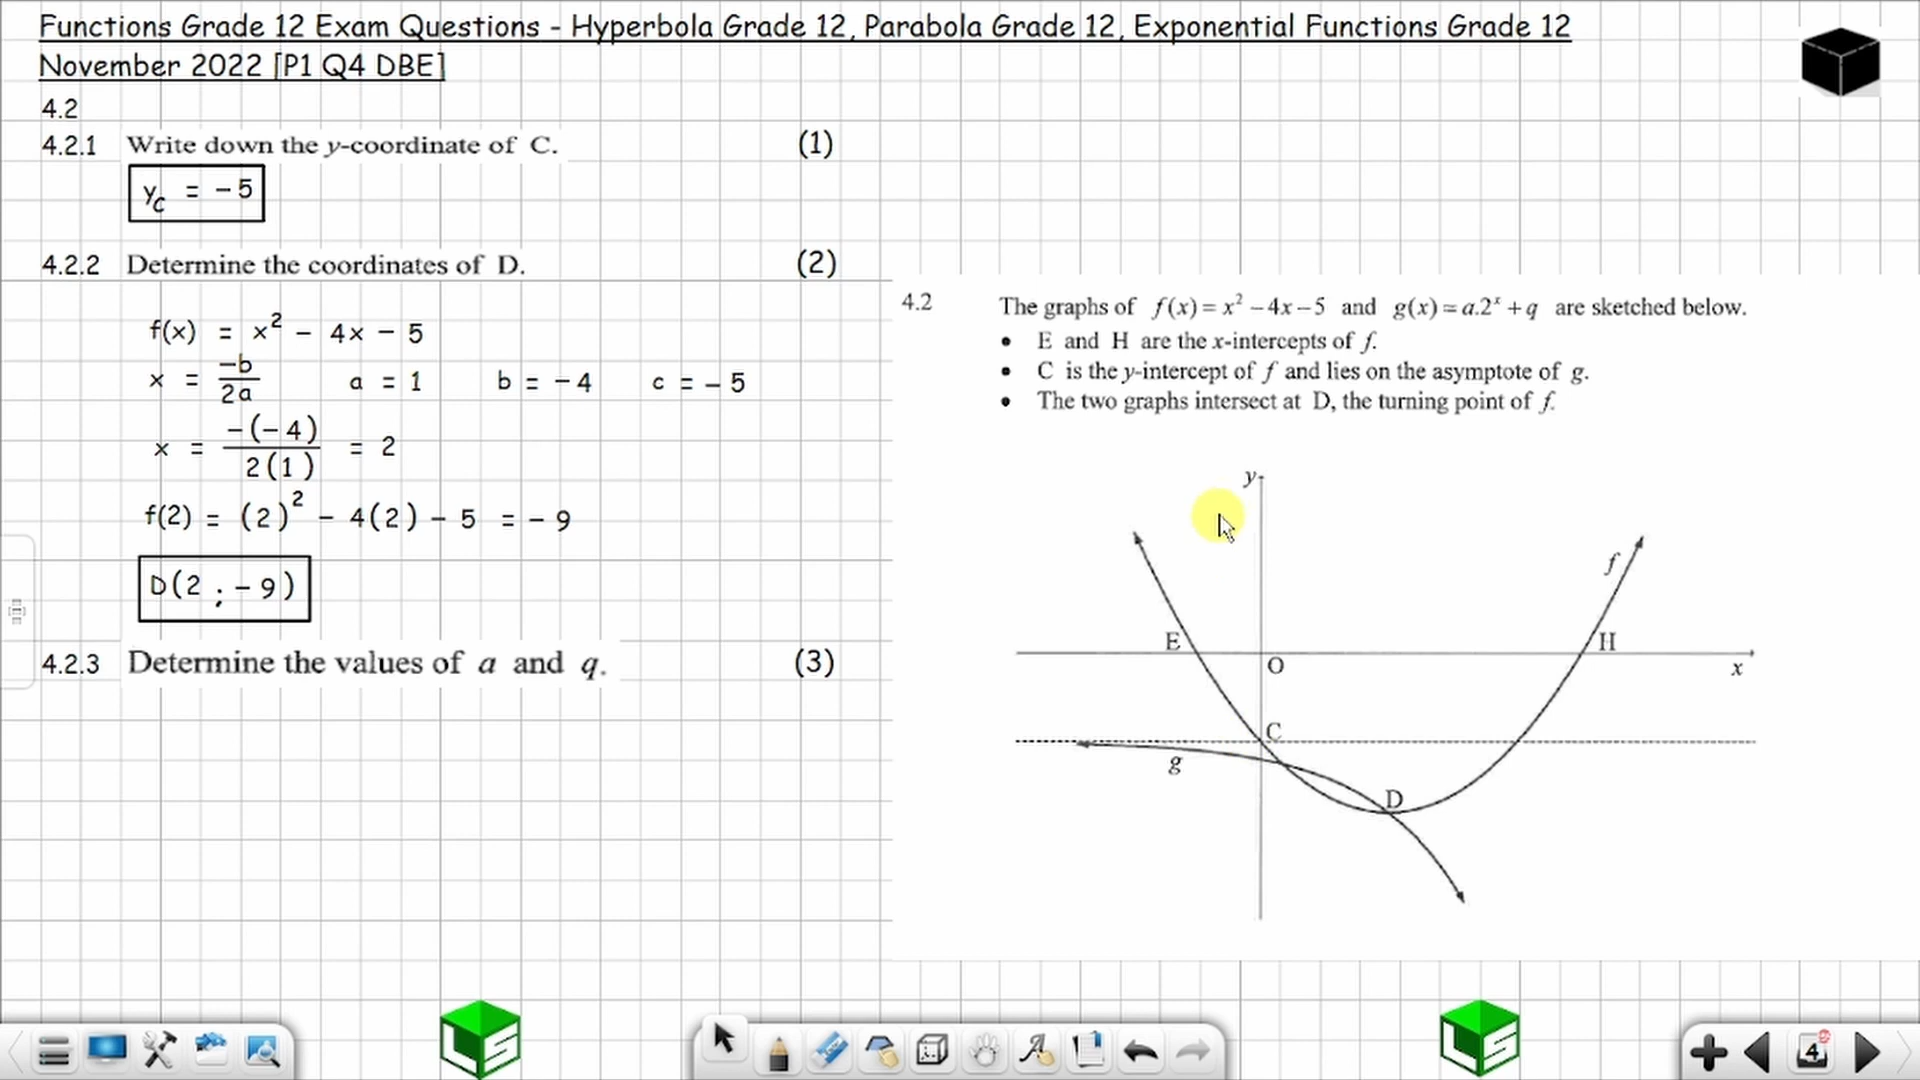 Functions Grade 12 Exam Questions - Hyperbola Grade 12, Parabola Grade 12, Exponential Functions Grade 12
November 2022 [P1 Q4 DBE]
4.2
4.2.1 Write down the y-coordinate of C. (1)
y_C = -5
4.2.2 Determine the coordinates of D. (2)
f(x) = x² - 4x - 5
x = -b/2a a = 1 b = -4 c = -5
x = -(-4)/2(1) = 2
f(2) = (2)² - 4(2) - 5 = -9
D(2 ; -9)
4.2.3 Determine the values of a and q. (3)
4.2 The graphs of f(x) = x² - 4x - 5 and g(x) = a.2ˣ + q are sketched below.
• E and H are the x-intercepts of f.
• C is the y-intercept of f and lies on the asymptote of g.
• The two graphs intersect at D, the turning point of f.
y
f
E
H
O
x
C
g
D
LS
LS
4